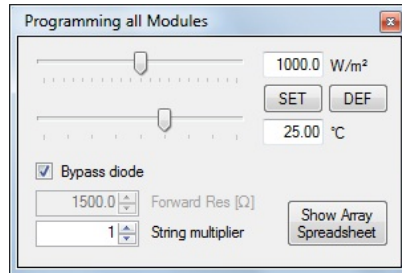 Programming all Modules
1000.0 W/m²
SET DEF
25.00 °C
Bypass diode
1500.0 Forward Res [Ω]
1 String multiplier
Show Array
Spreadsheet